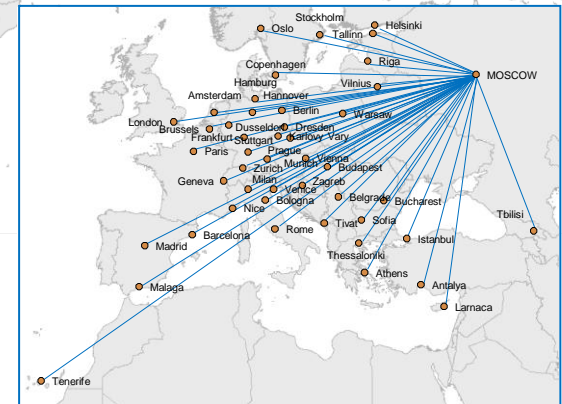 Stockholm
Oslo
Helsinki
Tallinn
Riga
Copenhagen
MOSCOW
Hamburg
Vilnius
Amsterdam
Hannover
Berlin
Warsaw
London
Brussels
Dusseldorf
Dresden
Frankfurt
Karlovy Vary
Stuttgart
Paris
Prague
Vienna
Munich
Budapest
Zürich
Geneva
Milan
Zagreb
Venice
Belgrade
Bucharest
Nice
Bologna
Tbilisi
Tivat
Sofia
Barcelona
Rome
Istanbul
Madrid
Thessaloniki
Athens
Malaga
Antalya
Larnaca
Tenerife